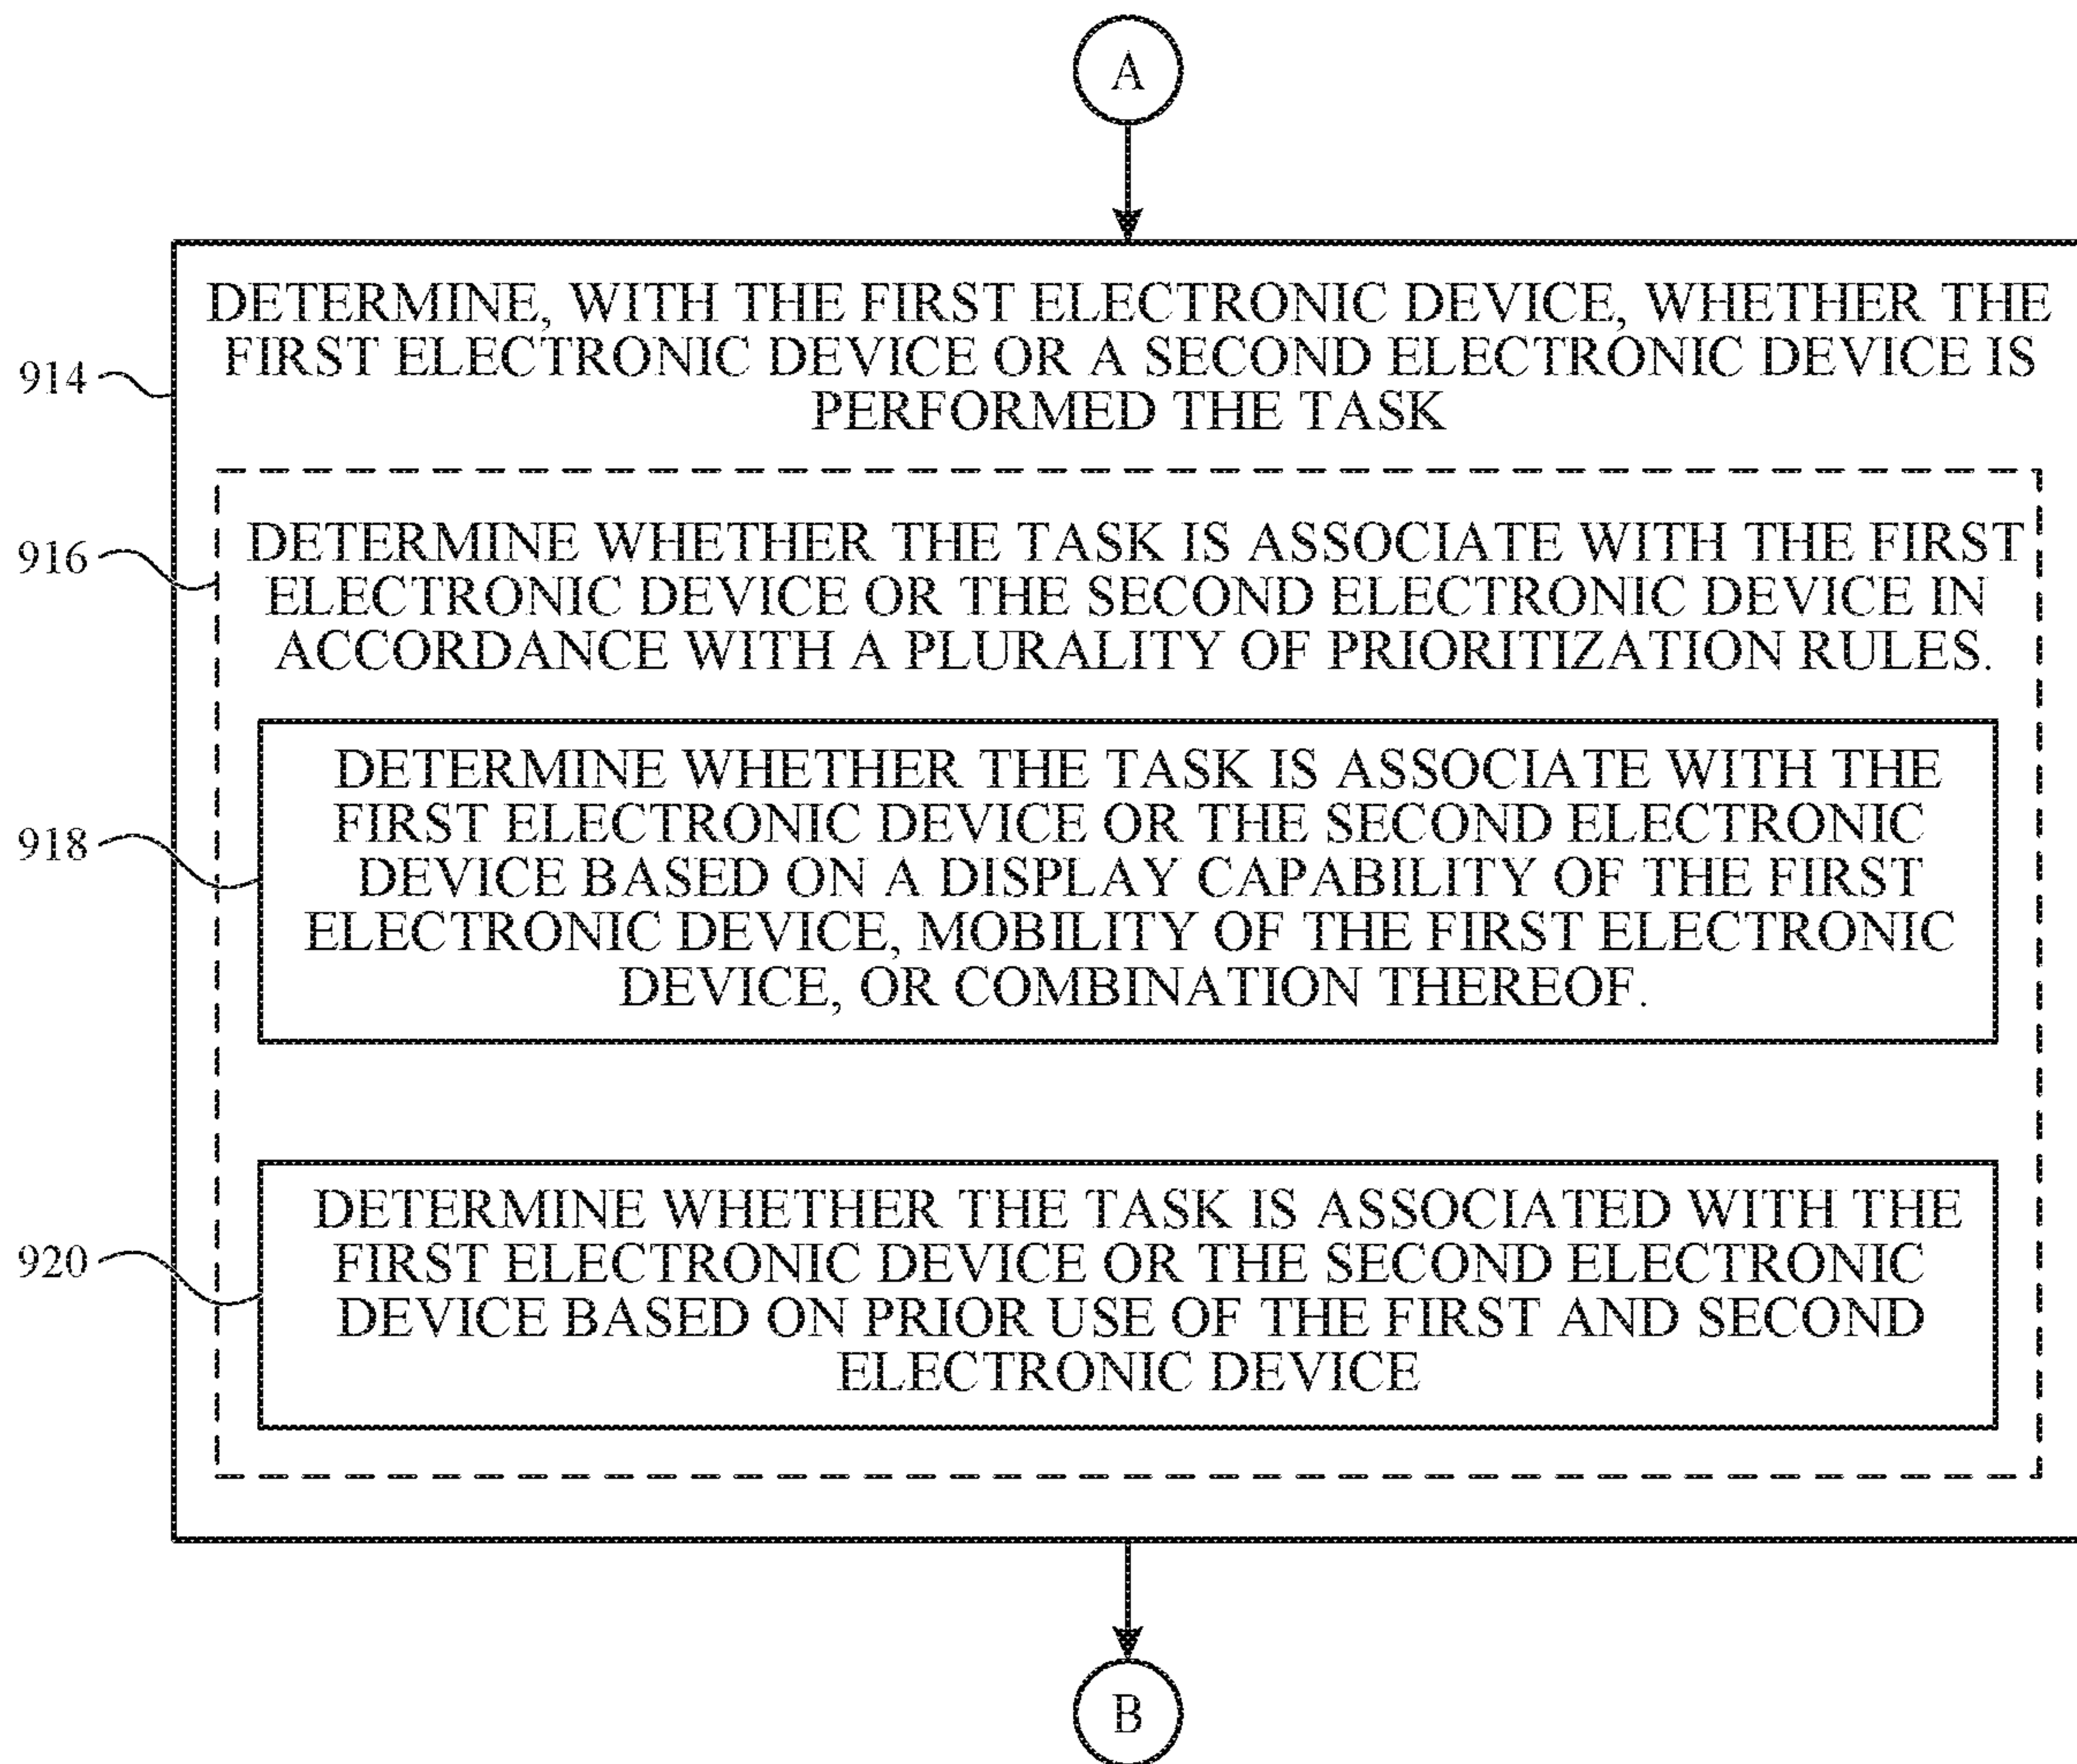 A
DETERMINE, WITH THE FIRST ELECTRONIC DEVICE, WHETHER THE
FIRST ELECTRONIC DEVICE OR A SECOND ELECTRONIC DEVICE IS
PERFORMED THE TASK
914
DETERMINE WHETHER THE TASK IS ASSOCIATE WITH THE FIRST
ELECTRONIC DEVICE OR THE SECOND ELECTRONIC DEVICE IN
ACCORDANCE WITH A PLURALITY OF PRIORITIZATION RULES.
916
DETERMINE WHETHER THE TASK IS ASSOCIATE WITH THE
FIRST ELECTRONIC DEVICE OR THE SECOND ELECTRONIC
DEVICE BASED ON A DISPLAY CAPABILITY OF THE FIRST
ELECTRONIC DEVICE, MOBILITY OF THE FIRST ELECTRONIC
DEVICE, OR COMBINATION THEREOF.
918
DETERMINE WHETHER THE TASK IS ASSOCIATED WITH THE
FIRST ELECTRONIC DEVICE OR THE SECOND ELECTRONIC
DEVICE BASED ON PRIOR USE OF THE FIRST AND SECOND
ELECTRONIC DEVICE
920
B